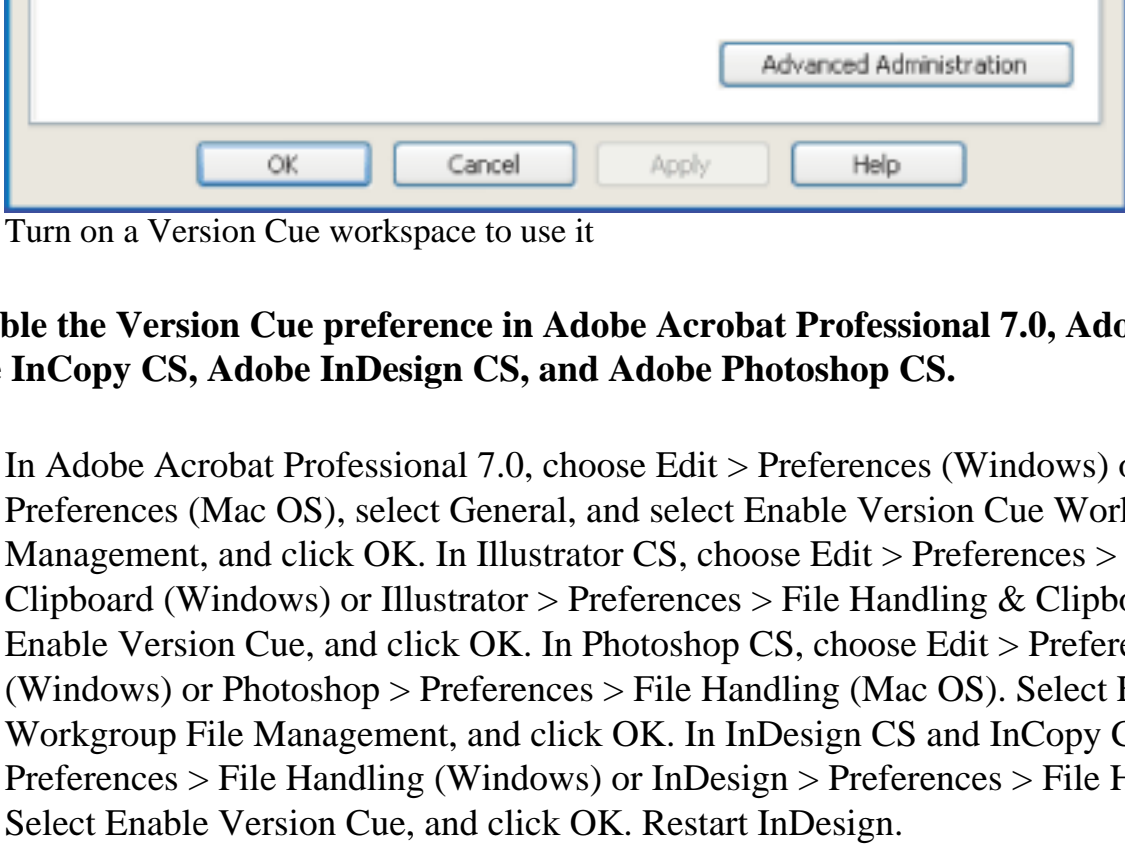 Advanced Administration
OK Cancel Apply Help
Turn on a Version Cue workspace to use it
ble the Version Cue preference in Adobe Acrobat Professional 7.0, Ado
InCopy CS, Adobe InDesign CS, and Adobe Photoshop CS.
In Adobe Acrobat Professional 7.0, choose Edit > Preferences (Windows) o
Preferences (Mac OS), select General, and select Enable Version Cue Work
Management, and click OK. In Illustrator CS, choose Edit > Preferences >
Clipboard (Windows) or Illustrator > Preferences > File Handling & Clipbo
Enable Version Cue, and click OK. In Photoshop CS, choose Edit > Prefere
(Windows) or Photoshop > Preferences > File Handling (Mac OS). Select E
Workgroup File Management, and click OK. In InDesign CS and InCopy C
Preferences > File Handling (Windows) or InDesign > Preferences > File H
Select Enable Version Cue, and click OK. Restart InDesign.